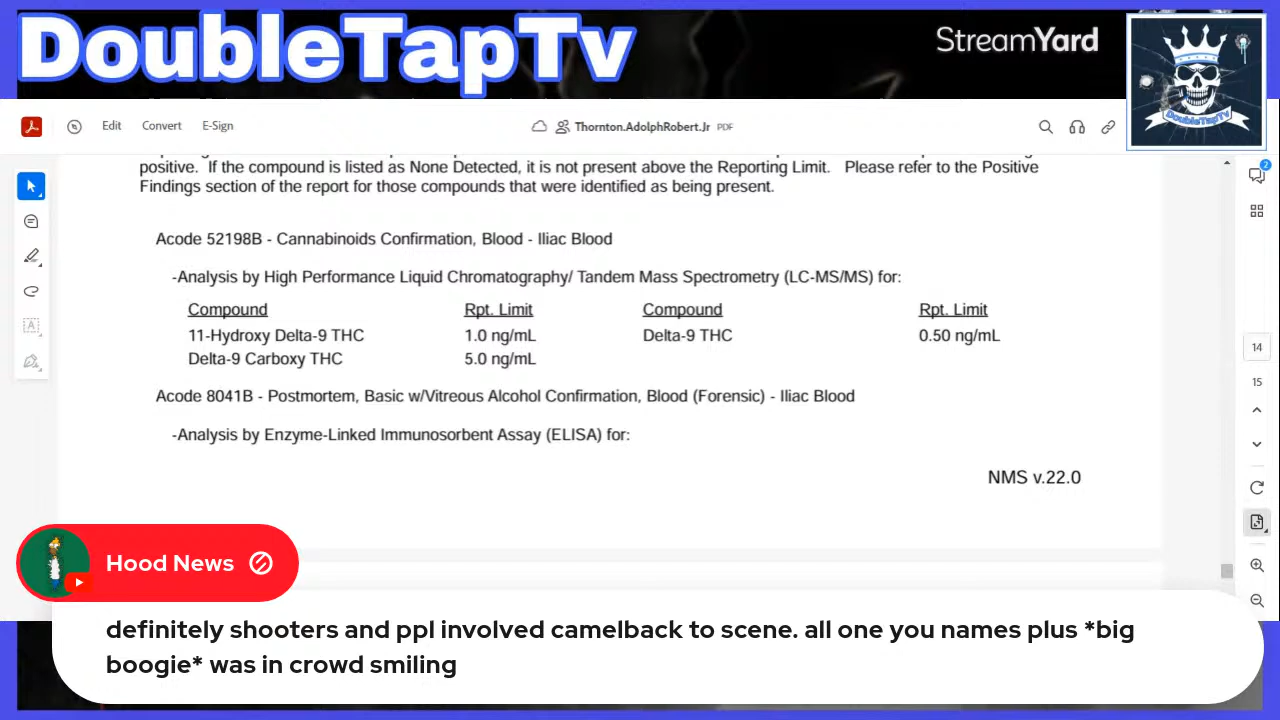 DoubleTapTv
StreamYard
DoubleTapTv
Edit Convert E-Sign
Thornton.AdolphRobert.Jr PDF
2
positive. If the compound is listed as None Detected, it is not present above the Reporting Limit. Please refer to the Positive
Findings section of the report for those compounds that were identified as being present.
Acode 52198B - Cannabinoids Confirmation, Blood - Iliac Blood
-Analysis by High Performance Liquid Chromatography/ Tandem Mass Spectrometry (LC-MS/MS) for:
Compound Rpt. Limit Compound Rpt. Limit
11-Hydroxy Delta-9 THC 1.0 ng/mL Delta-9 THC 0.50 ng/mL
Delta-9 Carboxy THC 5.0 ng/mL
14
15
Acode 8041B - Postmortem, Basic w/Vitreous Alcohol Confirmation, Blood (Forensic) - Iliac Blood
-Analysis by Enzyme-Linked Immunosorbent Assay (ELISA) for:
NMS v.22.0
Hood News
definitely shooters and ppl involved camelback to scene. all one you names plus *big
boogie* was in crowd smiling